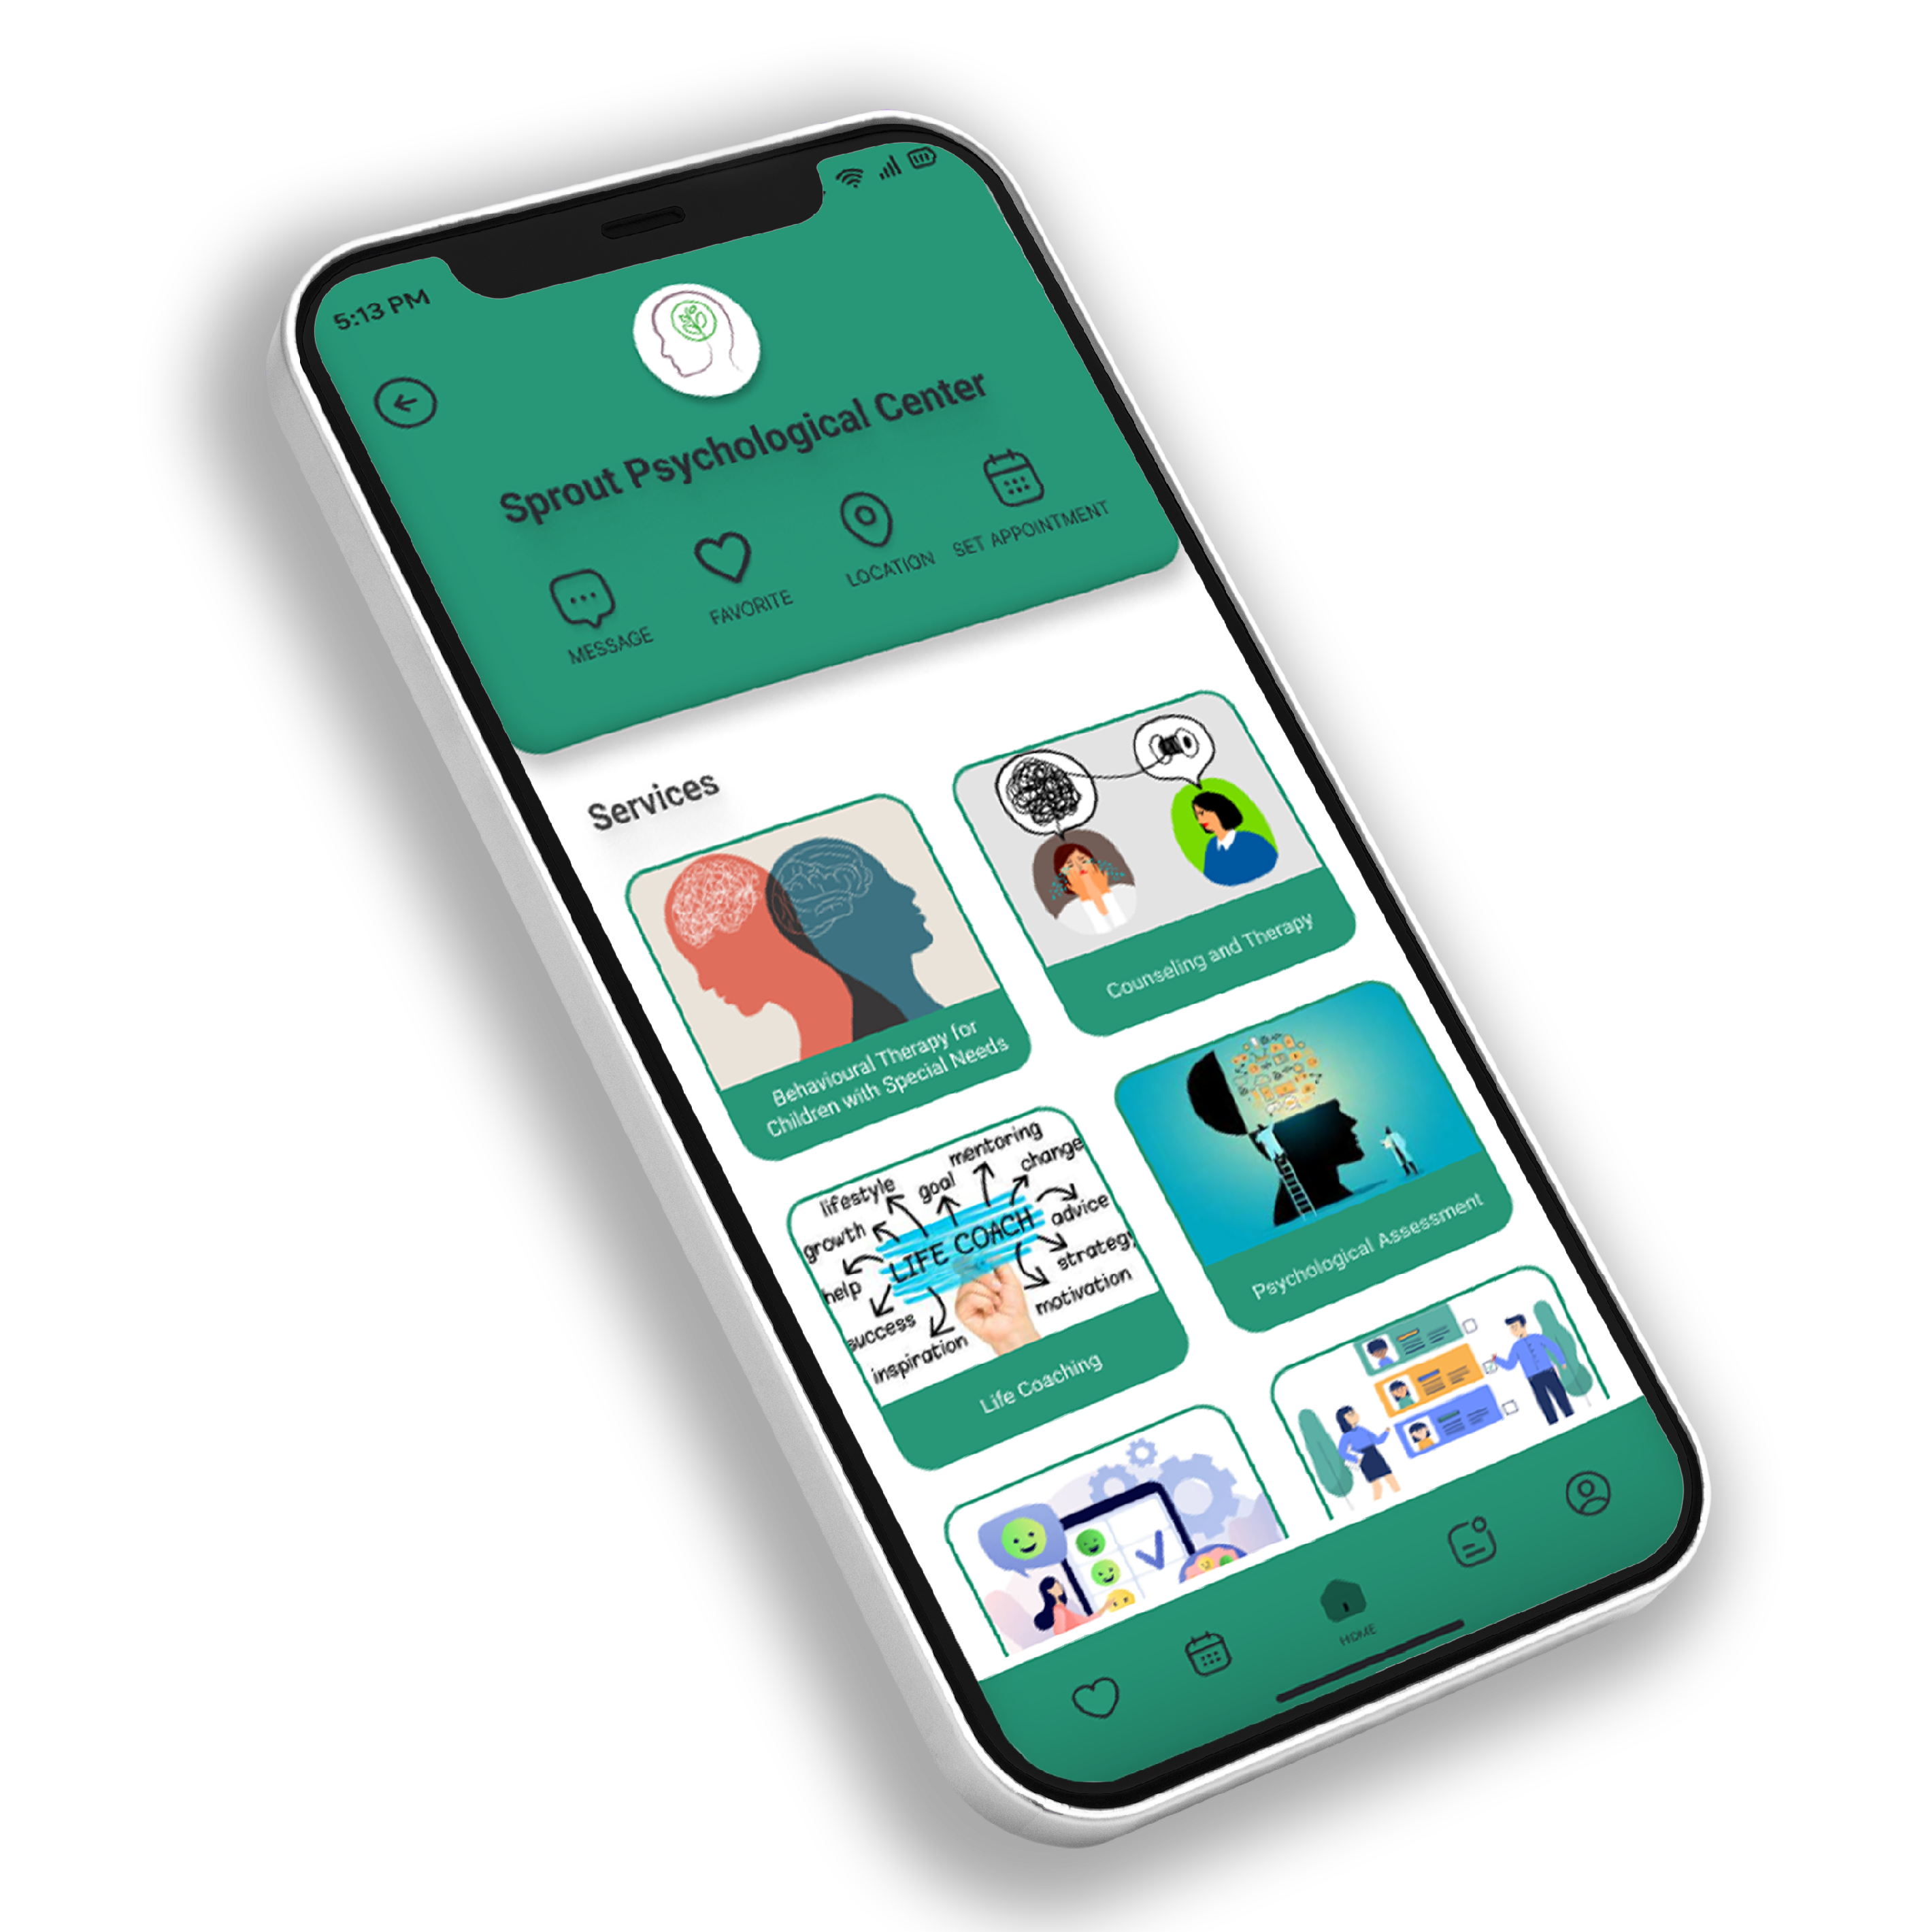 5:13 PM
Sprout Psychological Center
MESSAGE
FAVORITE
LOCATION
SET APPOINTMENT
Services
Behavioural Therapy for
Children with Special Needs
Counseling and Therapy
lifestyle
goal
mentoring
change
growth
LIFE COACH
advice
help
strategy
success
motivation
inspiration
Life Coaching
Psychological Assessment
HOME